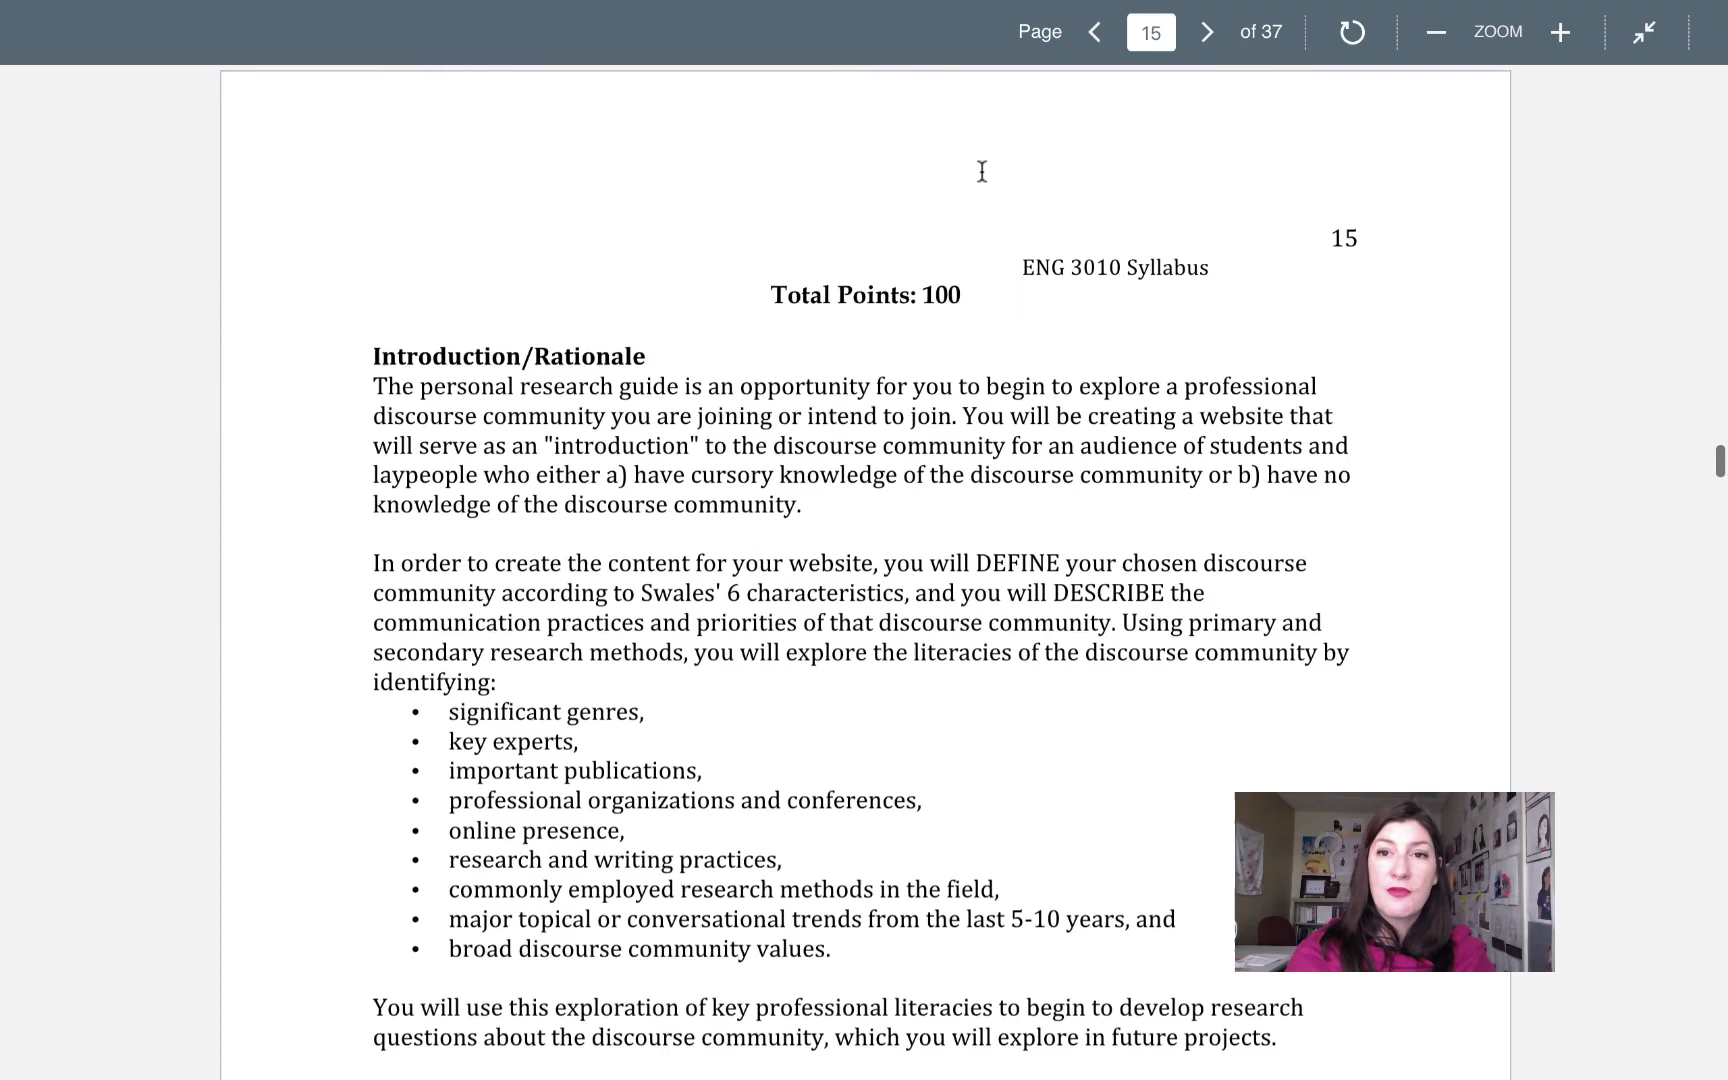 Page 15 of 37 ZOOM
15
ENG 3010 Syllabus
Total Points: 100
Introduction/Rationale
The personal research guide is an opportunity for you to begin to explore a professional
discourse community you are joining or intend to join. You will be creating a website that
will serve as an "introduction" to the discourse community for an audience of students and
laypeople who either a) have cursory knowledge of the discourse community or b) have no
knowledge of the discourse community.
In order to create the content for your website, you will DEFINE your chosen discourse
community according to Swales' 6 characteristics, and you will DESCRIBE the
communication practices and priorities of that discourse community. Using primary and
secondary research methods, you will explore the literacies of the discourse community by
identifying:
• significant genres,
• key experts,
• important publications,
• professional organizations and conferences,
• online presence,
• research and writing practices,
• commonly employed research methods in the field,
• major topical or conversational trends from the last 5-10 years, and
• broad discourse community values.
You will use this exploration of key professional literacies to begin to develop research
questions about the discourse community, which you will explore in future projects.